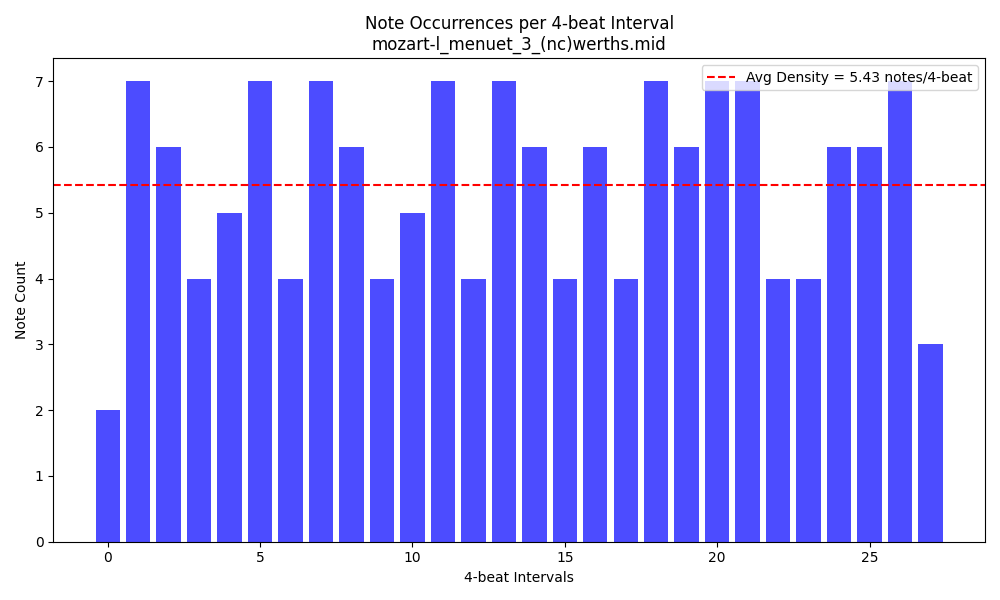 Note Occurrences per 4-beat Interval
mozart-l_menuet_3_(nc)werths.mid
Avg Density = 5.43 notes/4-beat
Note Count
7
6
5
4
3
2
1
0
0 5 10 15 20 25
4-beat Intervals